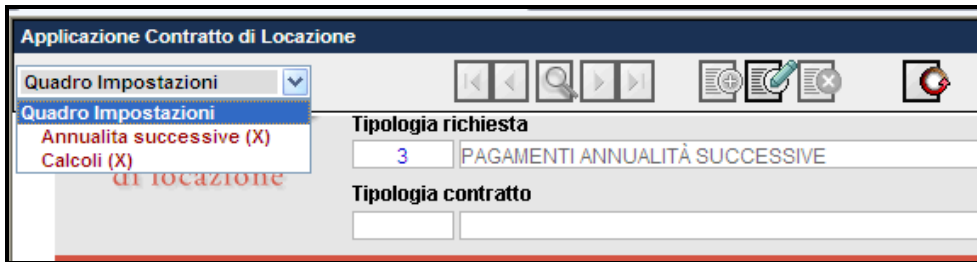 Applicazione Contratto di Locazione
Quadro Impostazioni
Quadro Impostazioni
Annualita successive (X)
Calcoli (X)
di locazione
Tipologia richiesta
3 PAGAMENTI ANNUALITÀ SUCCESSIVE
Tipologia contratto